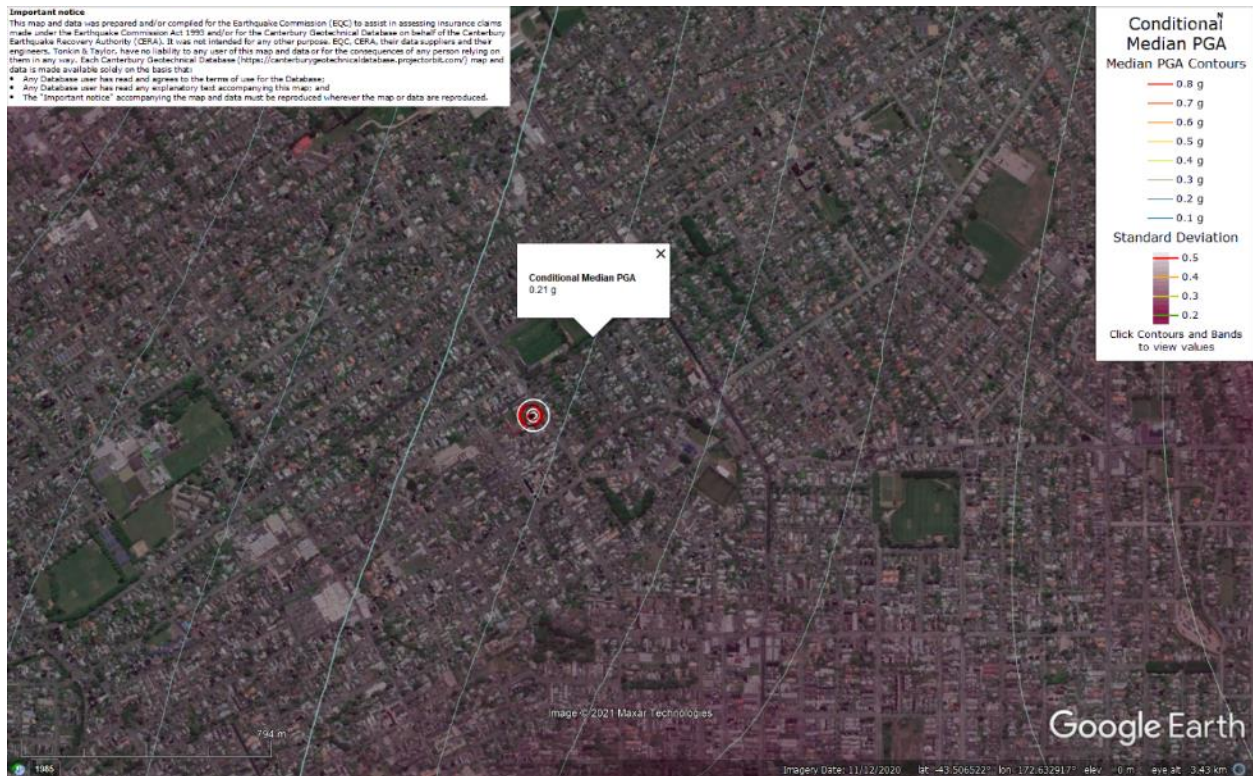 Important notice
This map and data was prepared and/or compiled for the Earthquake Commission (EQC) to assist in assessing insurance claims
made under the Earthquake Commission Act 1993 and/or for the Canterbury Geotechnical Database on behalf of the Canterbury
Earthquake Recovery Authority (CERA). It was not intended for any other purpose. EQC, CERA, their data suppliers and their
engineers, Tonkin & Taylor, have no liability to any user of this map and data or for the consequences of any person relying on
them in any way. Each Canterbury Geotechnical Database (https://canterburygeotechnicaldatabase.projectorbit.com/) map and
data is made available solely on the basis that:
• Any Database user has read and agrees to the terms of use for the Database;
• Any Database user has read any explanatory text accompanying this map; and
• The "Important notice" accompanying the map and data must be reproduced wherever the map or data are reproduced.
N
Conditional
Median PGA
Median PGA Contours
0.8 g
0.7 g
0.6 g
0.5 g
0.4 g
0.3 g
0.2 g
0.1 g
Standard Deviation
0.5
0.4
0.3
0.2
Click Contours and Bands
to view values
Conditional Median PGA
0.21 g
Image © 2021 Maxar Technologies
Google Earth
794 m
1985
Imagery Date: 11/12/2020 lat -43.506522° lon 172.632917° elev 0 m eye alt 3.43 km